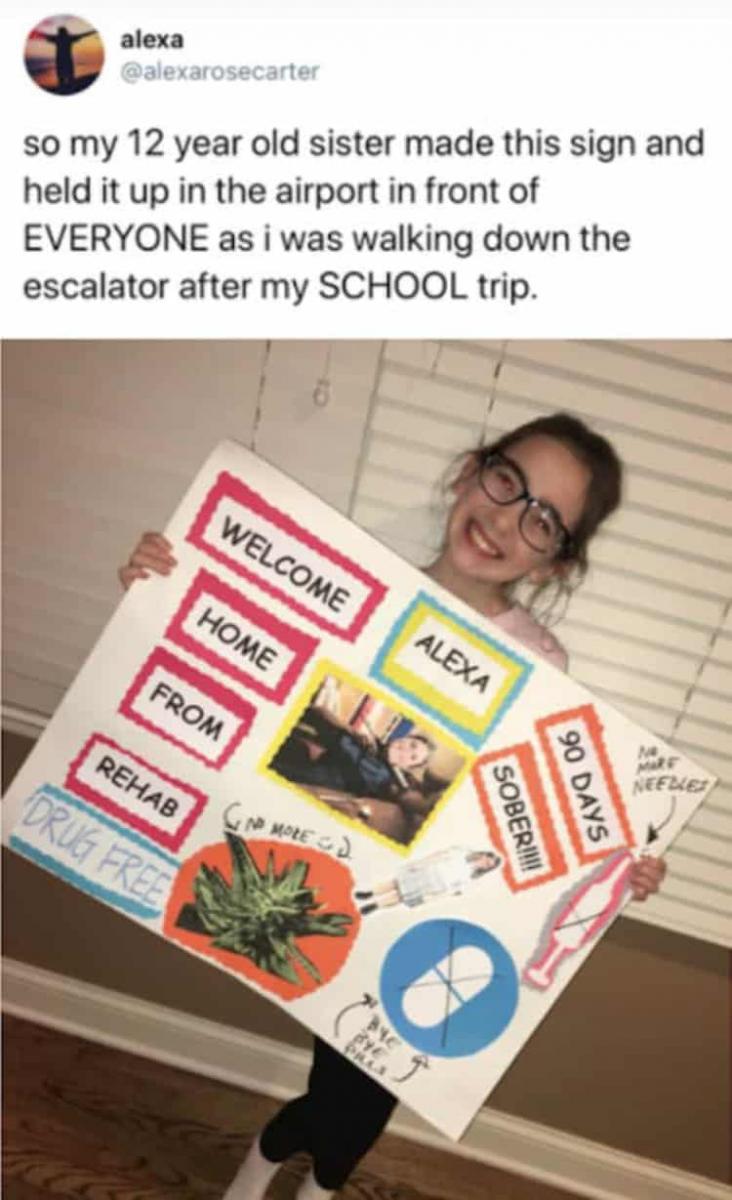 alexa
@alexarosecarter
so my 12 year old sister made this sign and
held it up in the airport in front of
EVERYONE as i was walking down the
escalator after my SCHOOL trip.
WELCOME
HOME
FROM
REHAB
DRUG FREE
ALEXA
90 DAYS
SOBER!!!!
NO
MORE
NEEDLES
NO MORE
BYE
BYE
PILLS